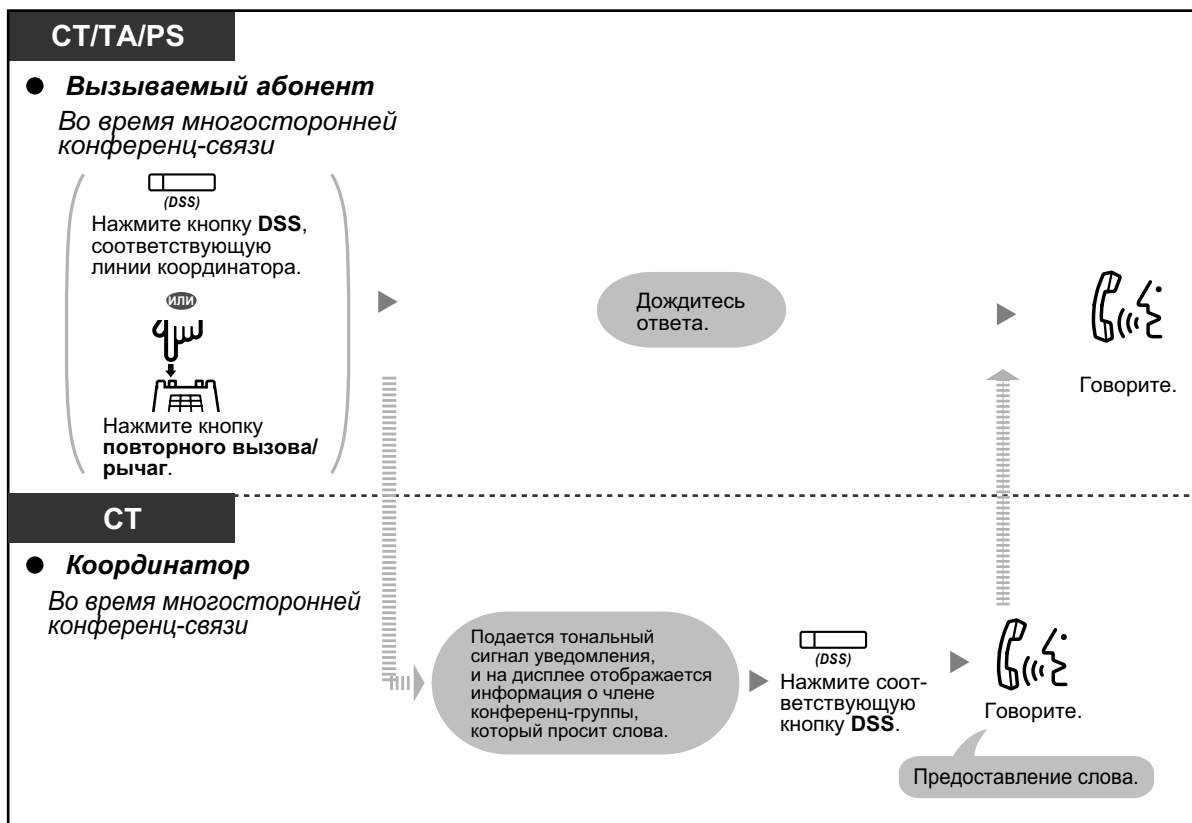 CT/TA/PS
● Вызываемый абонент
Во время многосторонней
конференц-связи
(DSS)
Нажмите кнопку DSS,
соответствующую
линии координатора.
или
Нажмите кнопку
повторного вызова/
рычаг.
Дождитесь
ответа.
Говорите.
CT
● Координатор
Во время многосторонней
конференц-связи
Подается тональный
сигнал уведомления,
и на дисплее отображается
информация о члене
конференц-группы,
который просит слова.
(DSS)
Нажмите соот-
ветствующую
кнопку DSS.
Говорите.
Предоставление слова.